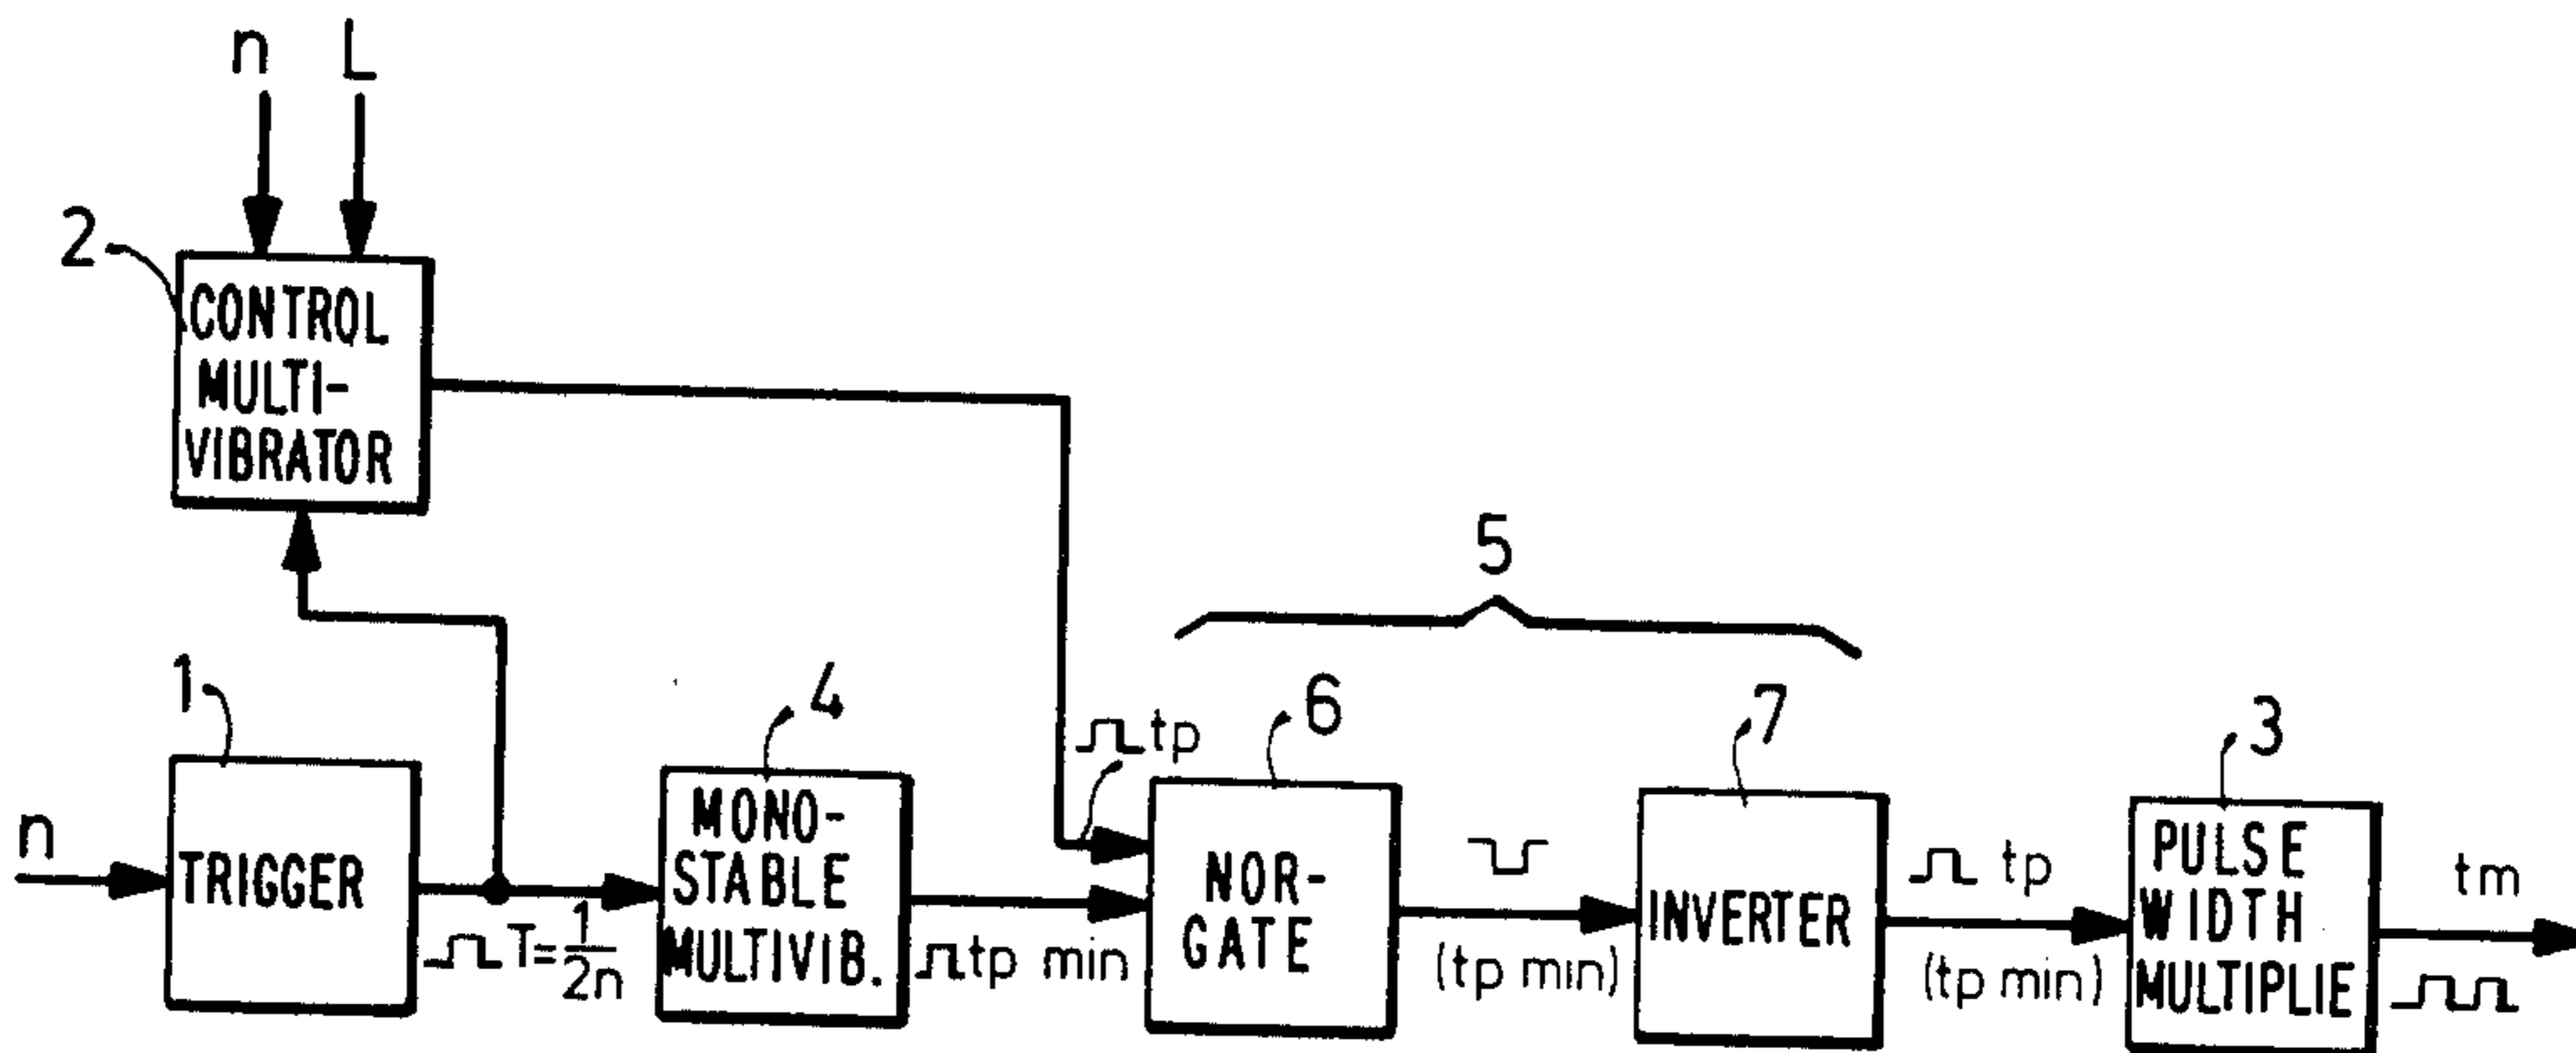 n L
2
CONTROL
MULTI-
VIBRATOR
5
1
4
tp
6
7
3
n
TRIGGER
T=1/2n
MONO-
STABLE
MULTIVIB.
tp min
NOR-
GATE
(tp min)
INVERTER
tp
(tp min)
PULSE
WIDTH
MULTIPLIE
tm